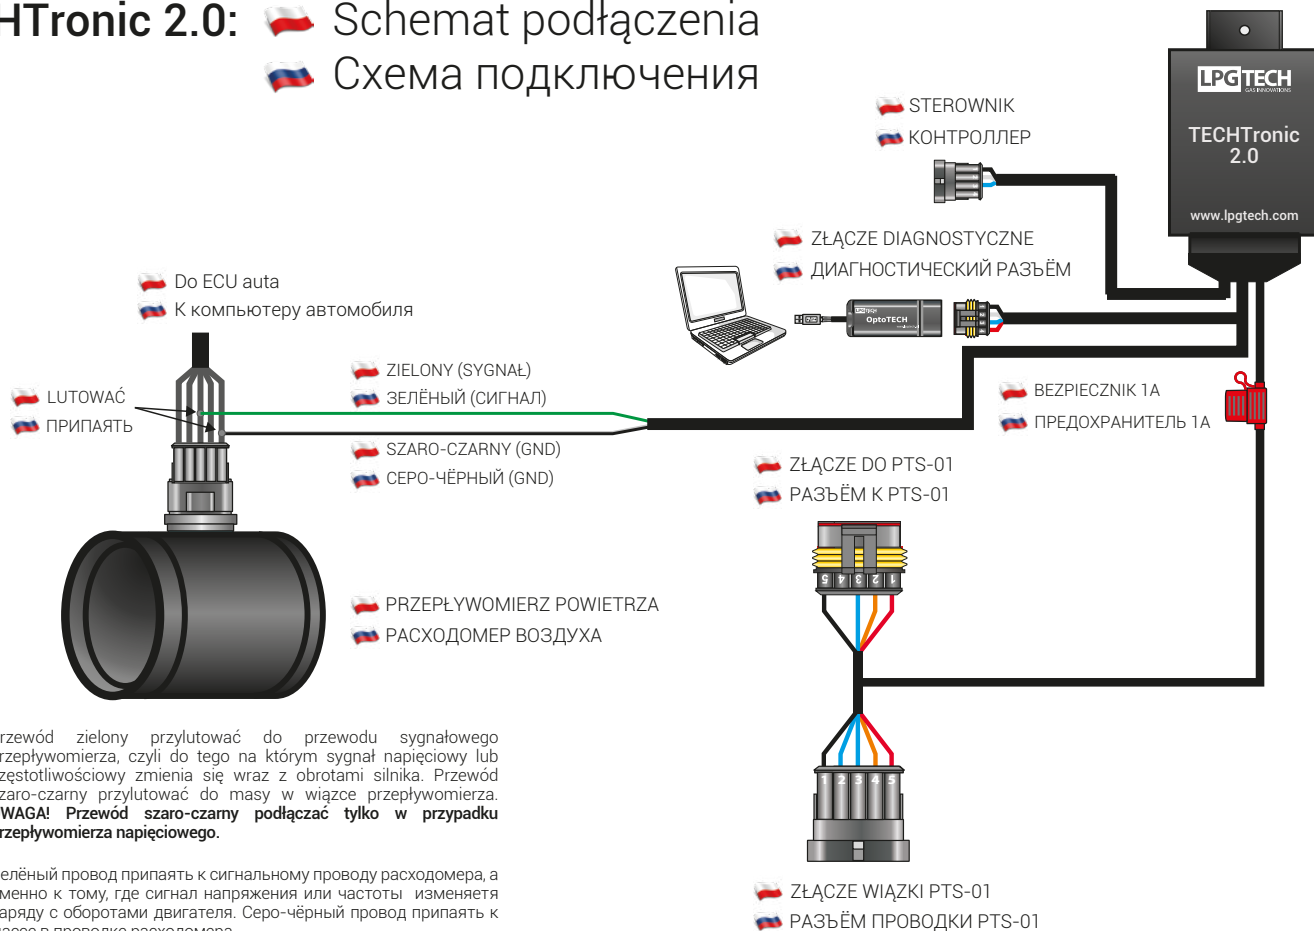 HTronic 2.0:
Schemat podłączenia
Схема подключения
LPGTECH
GAS INNOVATIONS
TECHTronic
2.0
www.lpgtech.com
STEROWNIK
КОНТРОЛЛЕР
ZŁĄCZE DIAGNOSTYCZNE
ДИАГНОСТИЧЕСКИЙ РАЗЪЁМ
LPGTECH
OptoTECH
Do ECU auta
К компьютеру автомобиля
LUTOWAĆ
ПРИПАЯТЬ
ZIELONY (SYGNAŁ)
ЗЕЛЁНЫЙ (СИГНАЛ)
SZARO-CZARNY (GND)
СЕРО-ЧЁРНЫЙ (GND)
BEZPIECZNIK 1A
ПРЕДОХРАНИТЕЛЬ 1A
ZŁĄCZE DO PTS-01
РАЗЪЁМ К PTS-01
5 4 3 2 1
PRZEPŁYWOMIERZ POWIETRZA
РАСХОДОМЕР ВОЗДУХА
1 2 3 4 5
ZŁĄCZE WIĄZKI PTS-01
РАЗЪЁМ ПРОВОДКИ PTS-01
rzewód zielony przylutować do przewodu sygnałowego
rzepływomierza, czyli do tego na którym sygnał napięciowy lub
zęstotliwościowy zmienia się wraz z obrotami silnika. Przewód
zaro-czarny przylutować do masy w wiązce przepływomierza.
WAGA! Przewód szaro-czarny podłączać tylko w przypadku
rzepływomierza napięciowego.
елёный провод припаять к сигнальному проводу расходомера, а
менно к тому, где сигнал напряжения или частоты изменяетя
аряду с оборотами двигателя. Серо-чёрный провод припаять к